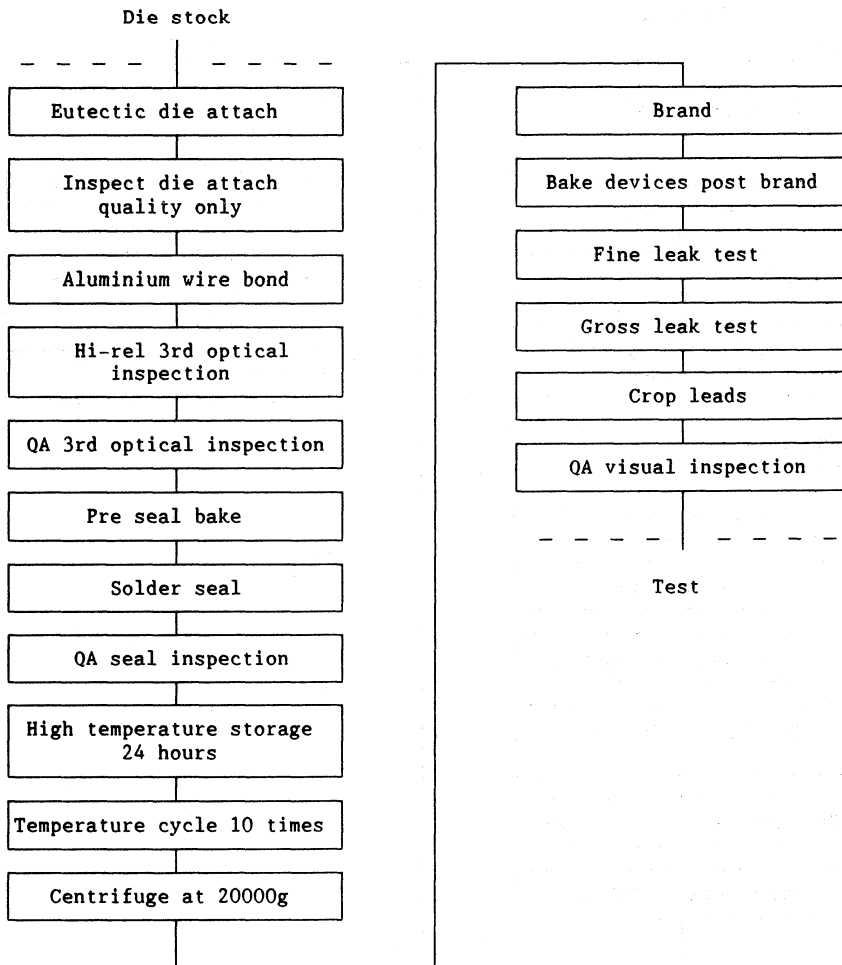 Die stock
Eutectic die attach
Inspect die attach
quality only
Aluminium wire bond
Hi-rel 3rd optical
inspection
QA 3rd optical inspection
Pre seal bake
Solder seal
QA seal inspection
High temperature storage
24 hours
Temperature cycle 10 times
Centrifuge at 20000g
Brand
Bake devices post brand
Fine leak test
Gross leak test
Crop leads
QA visual inspection
Test